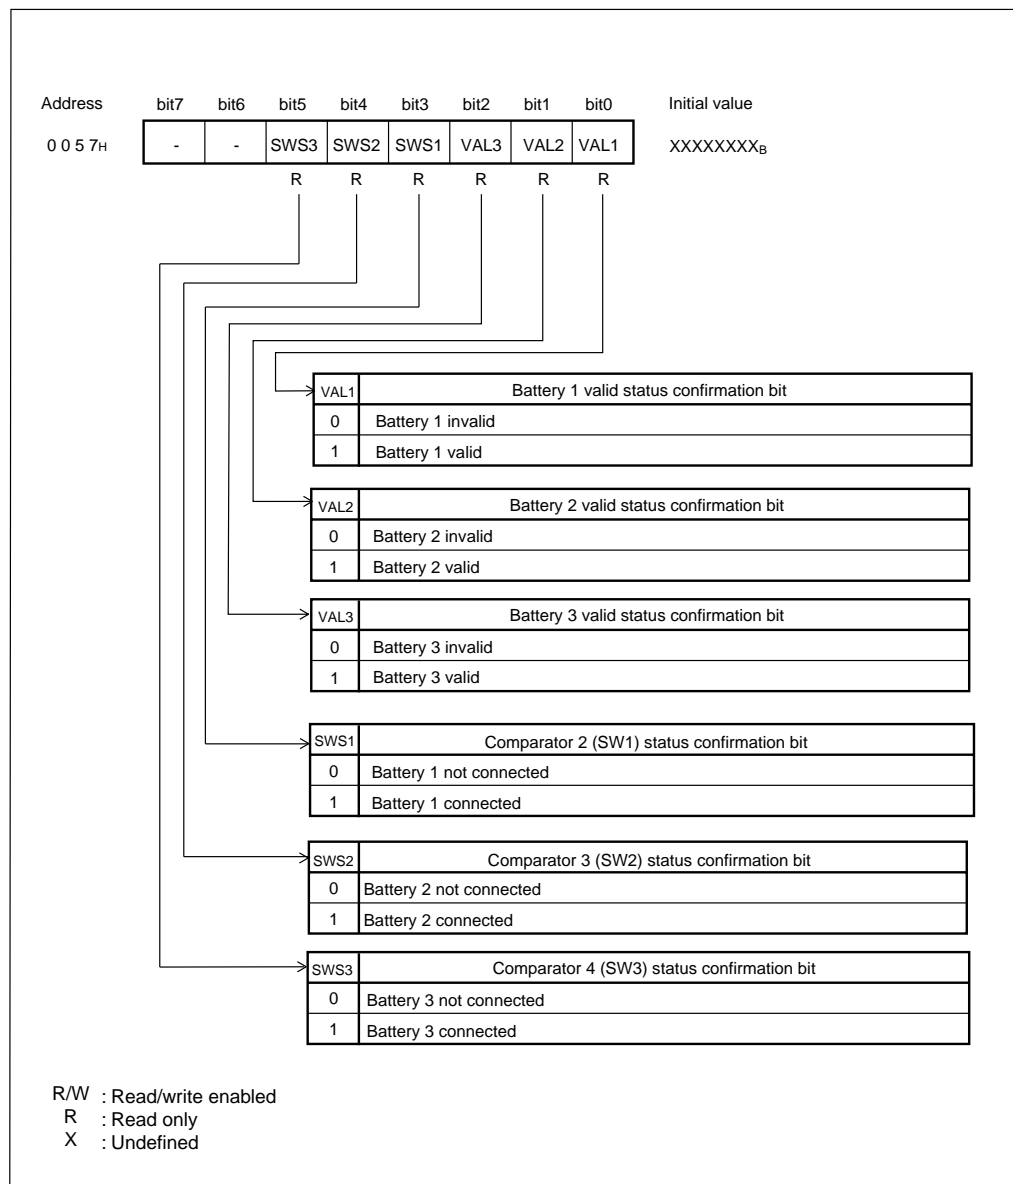 Address bit7 bit6 bit5 bit4 bit3 bit2 bit1 bit0 Initial value
0 0 5 7H - - SWS3 SWS2 SWS1 VAL3 VAL2 VAL1 XXXXXXXXB
R R R R R R
VAL1 Battery 1 valid status confirmation bit
0 Battery 1 invalid
1 Battery 1 valid
VAL2 Battery 2 valid status confirmation bit
0 Battery 2 invalid
1 Battery 2 valid
VAL3 Battery 3 valid status confirmation bit
0 Battery 3 invalid
1 Battery 3 valid
SWS1 Comparator 2 (SW1) status confirmation bit
0 Battery 1 not connected
1 Battery 1 connected
SWS2 Comparator 3 (SW2) status confirmation bit
0 Battery 2 not connected
1 Battery 2 connected
SWS3 Comparator 4 (SW3) status confirmation bit
0 Battery 3 not connected
1 Battery 3 connected
R/W : Read/write enabled
R : Read only
X : Undefined